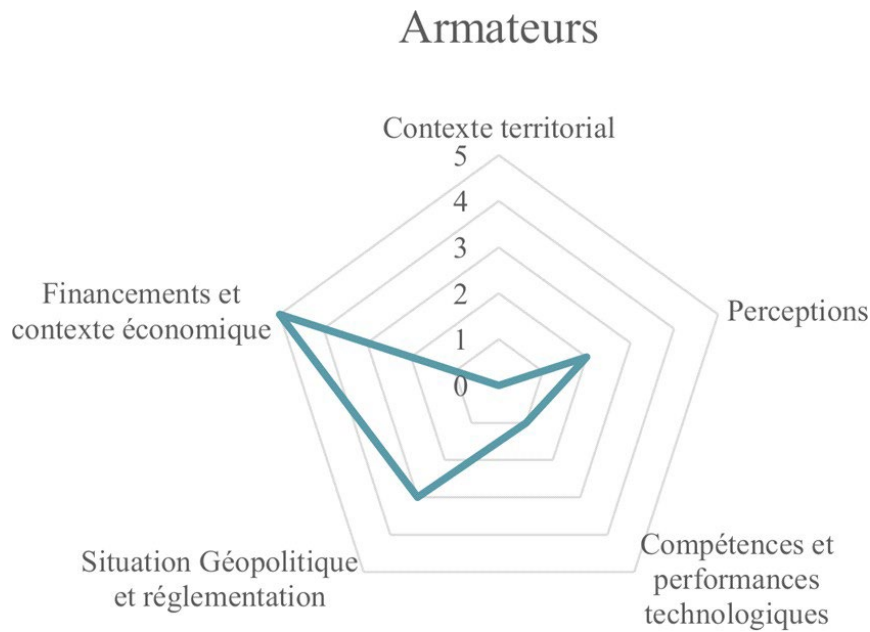 Armateurs
Contexte territorial
5
4
3
2
1
0
Financements et
contexte économique
Perceptions
Situation Géopolitique
et réglementation
Compétences et
performances
technologiques